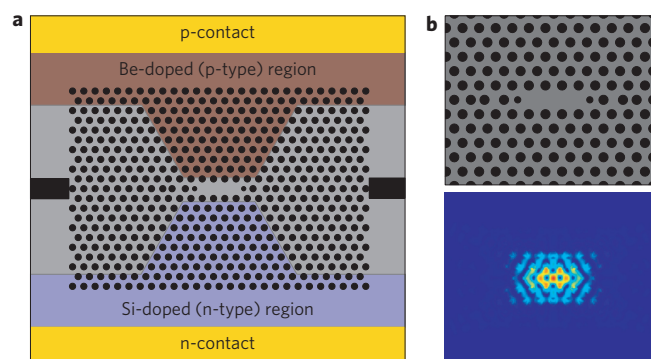 a
p-contact
Be-doped (p-type) region
Si-doped (n-type) region
n-contact
b